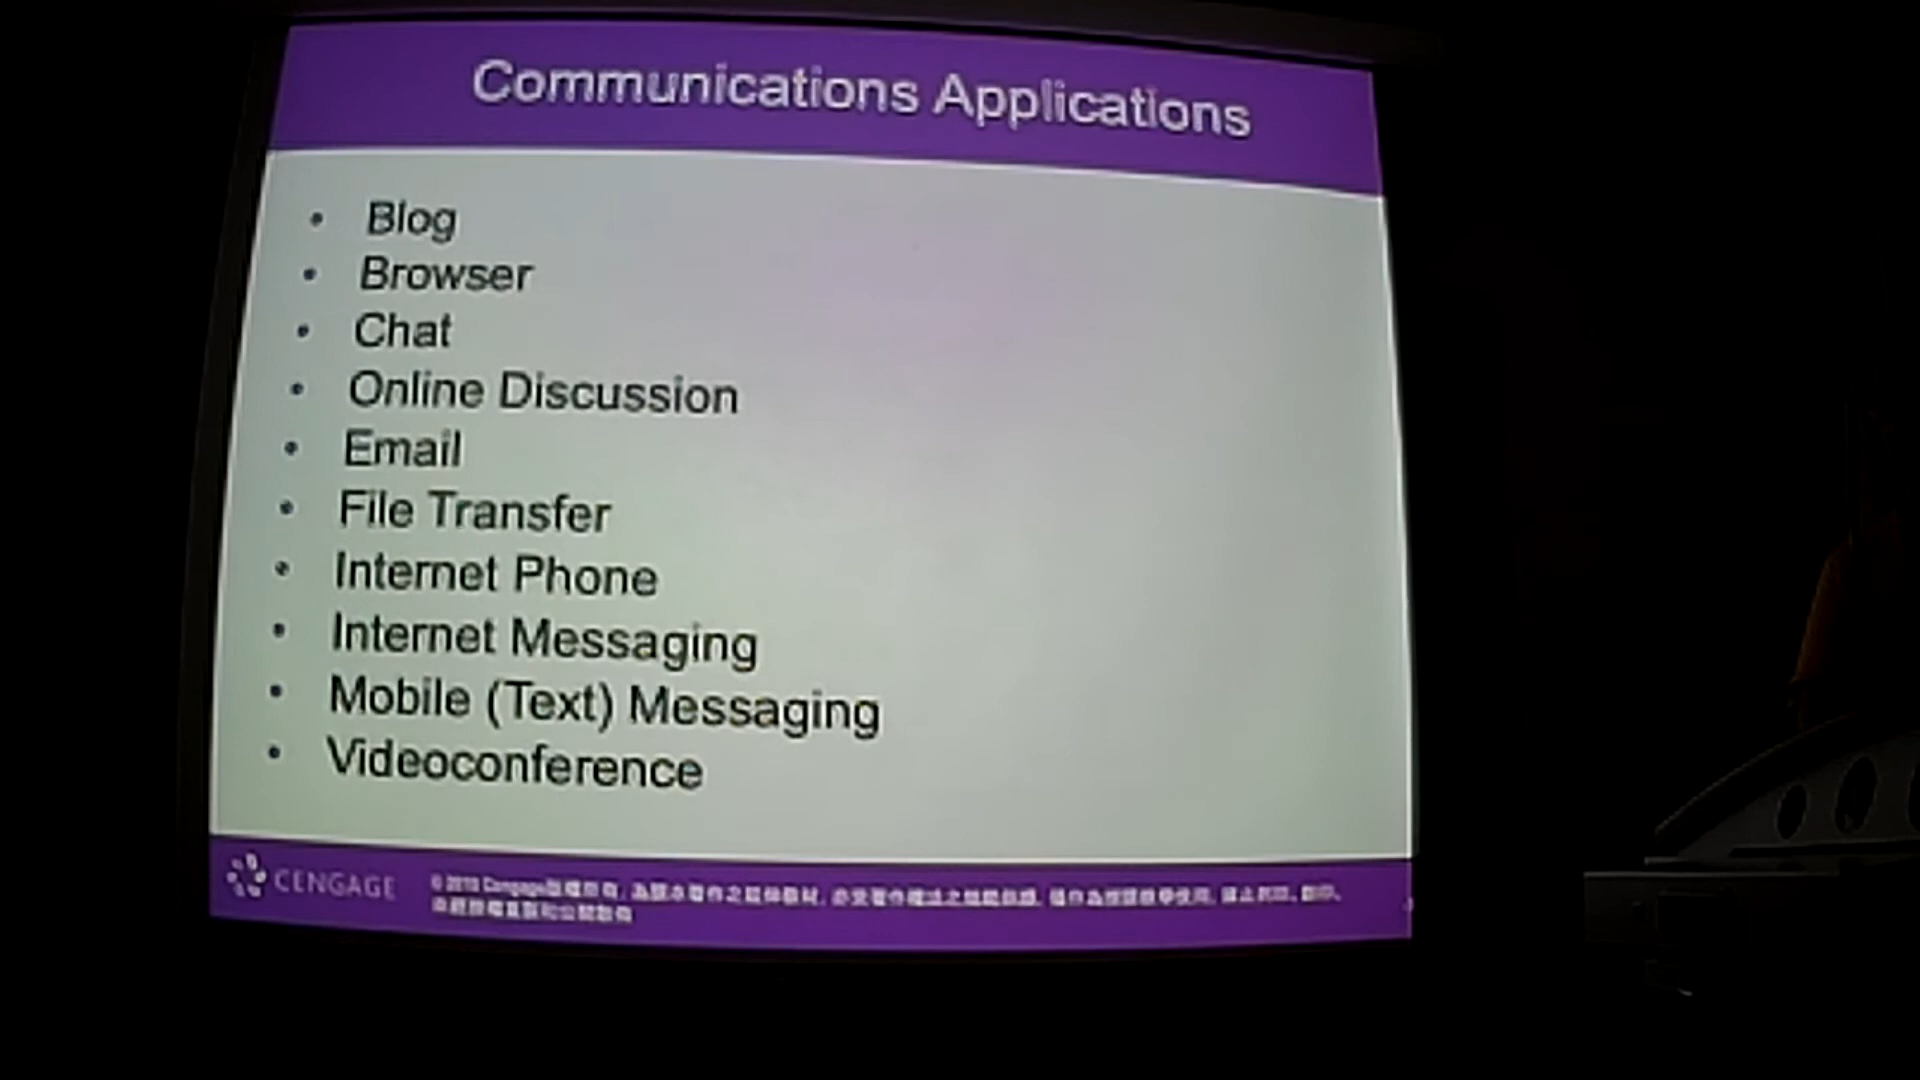 Communications Applications
• Blog
• Browser
• Chat
• Online Discussion
• Email
• File Transfer
• Internet Phone
• Internet Messaging
• Mobile (Text) Messaging
• Videoconference
CENGAGE